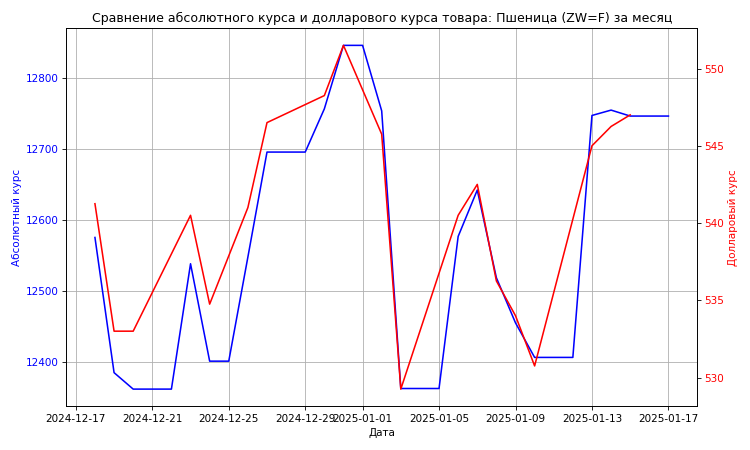 Сравнение абсолютного курса и долларового курса товара: Пшеница (ZW=F) за месяц
Абсолютный курс
12800
12700
12600
12500
12400
550
545
540
535
530
Долларовый курс
2024-12-17 2024-12-21 2024-12-25 2024-12-29 2025-01-01 2025-01-05 2025-01-09 2025-01-13 2025-01-17
Дата